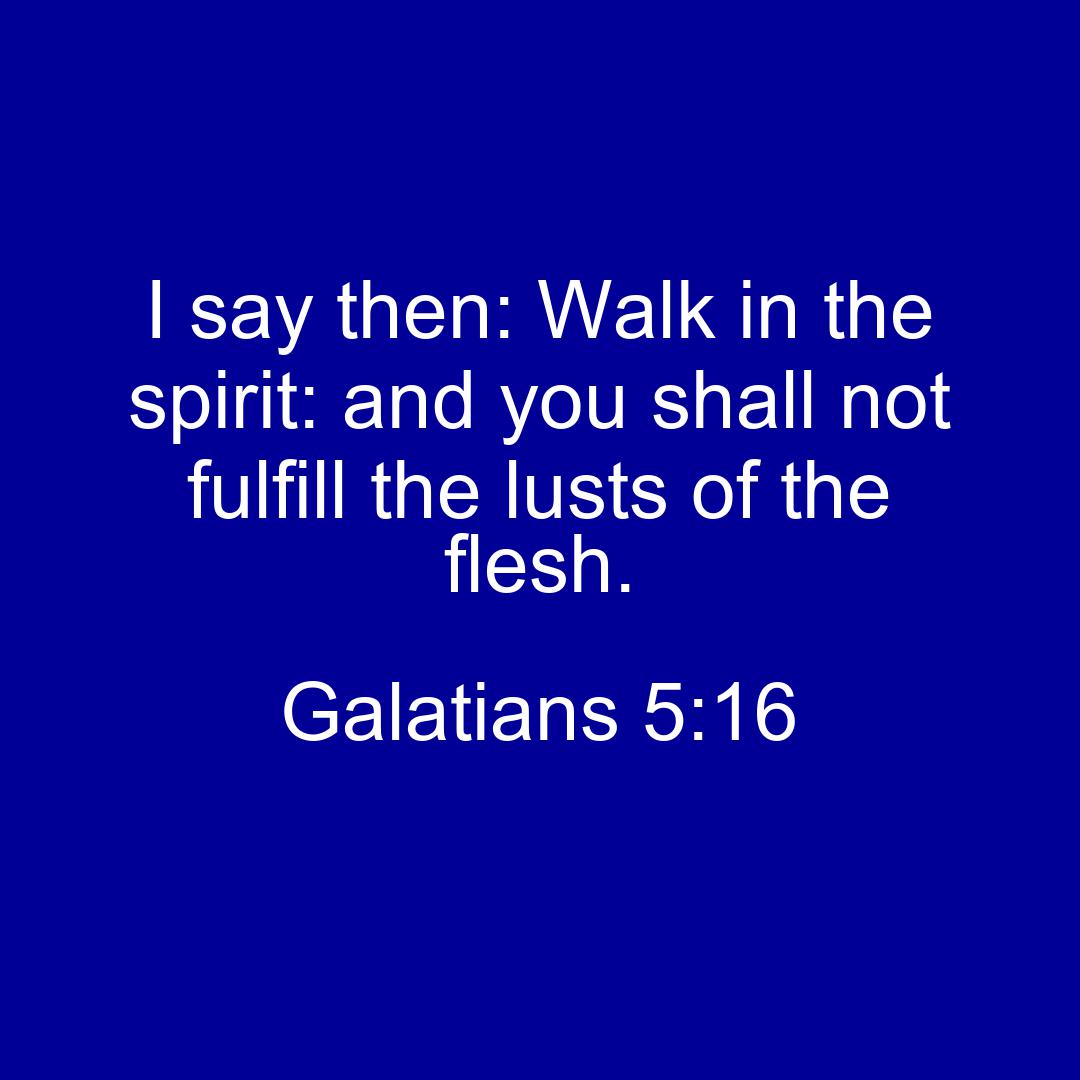 I say then: Walk in the
spirit: and you shall not
fulfill the lusts of the
flesh.
Galatians 5:16